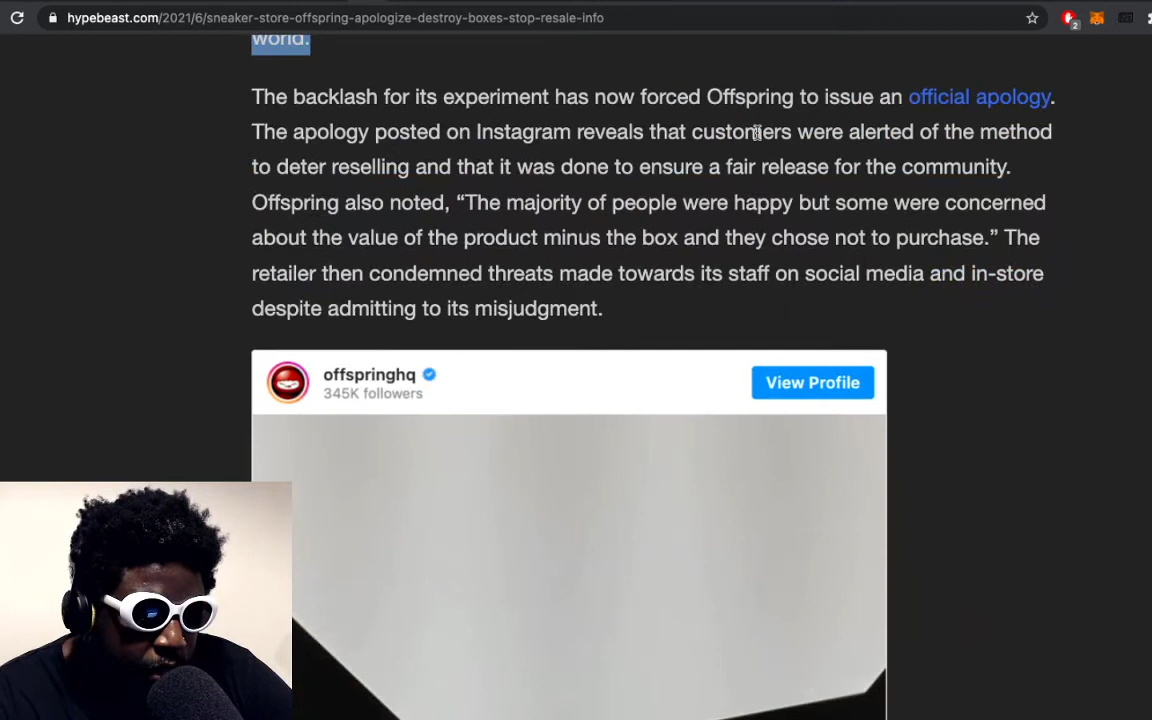 hypebeast.com/2021/6/sneaker-store-offspring-apologize-destroy-boxes-stop-resale-info
2
world.
The backlash for its experiment has now forced Offspring to issue an official apology.
The apology posted on Instagram reveals that customers were alerted of the method
to deter reselling and that it was done to ensure a fair release for the community.
Offspring also noted, “The majority of people were happy but some were concerned
about the value of the product minus the box and they chose not to purchase.” The
retailer then condemned threats made towards its staff on social media and in-store
despite admitting to its misjudgment.
offspringhq
345K followers
View Profile